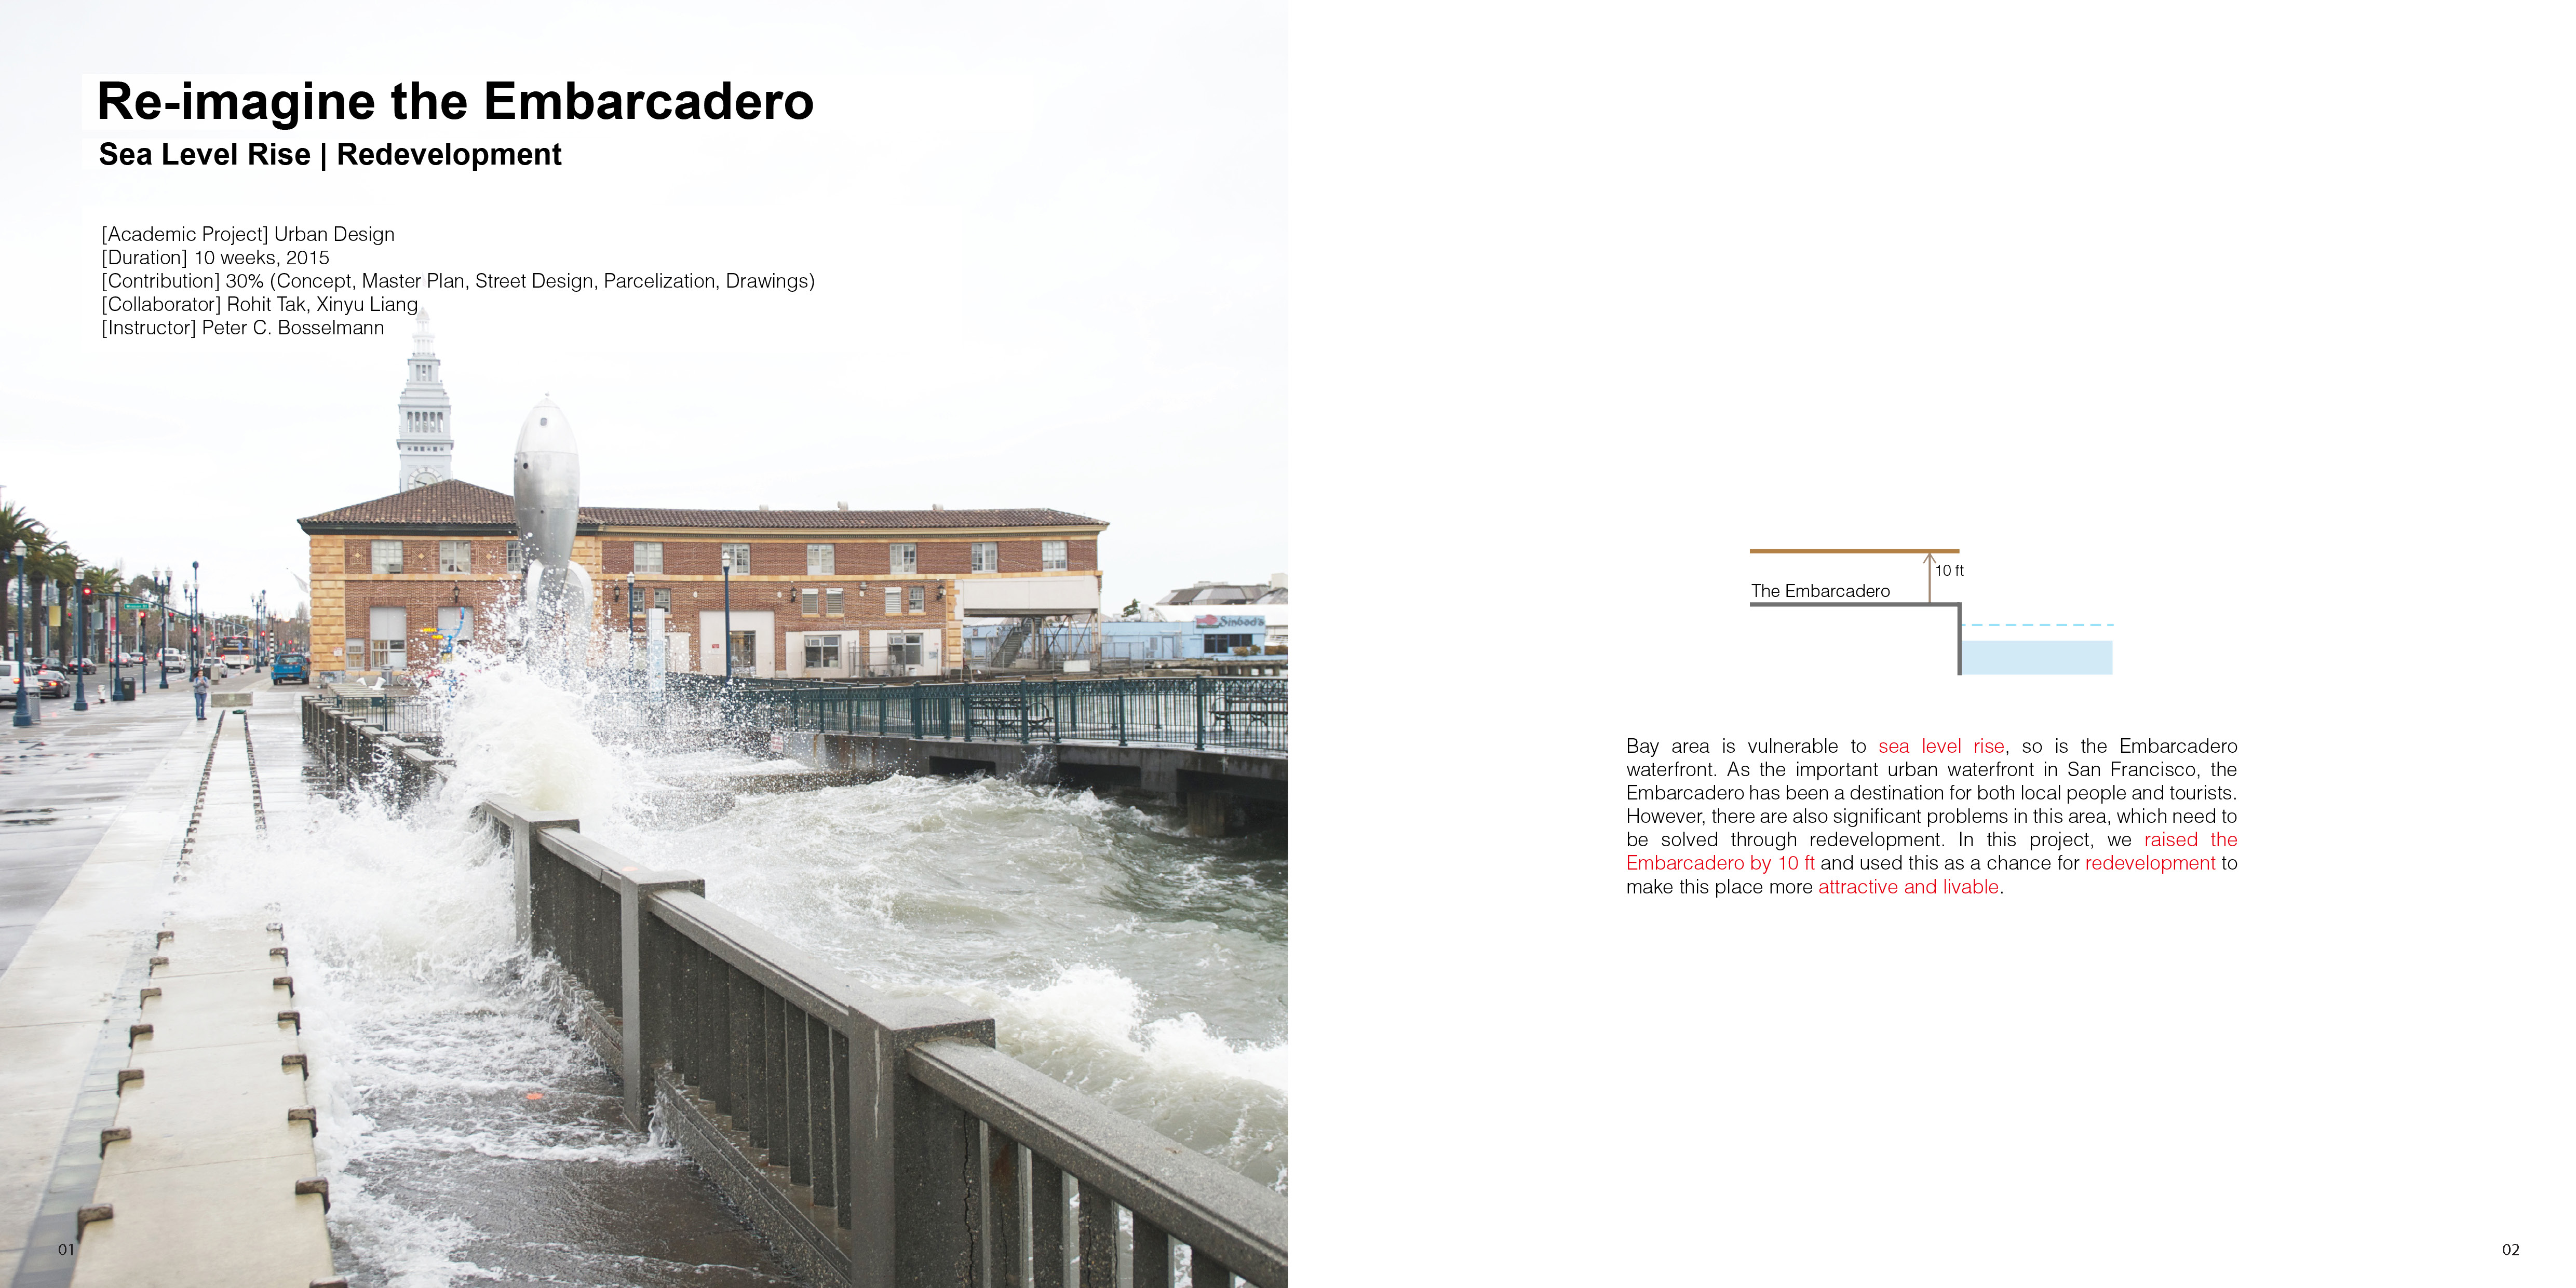 Re-imagine the Embarcadero
Sea Level Rise | Redevelopment
[Academic Project] Urban Design
[Duration] 10 weeks, 2015
[Contribution] 30% (Concept, Master Plan, Street Design, Parcelization, Drawings)
[Collaborator] Rohit Tak, Xinyu Liang
[Instructor] Peter C. Bosselmann
Sinbad's
01
10 ft
The Embarcadero
Bay area is vulnerable to sea level rise, so is the Embarcadero
waterfront. As the important urban waterfront in San Francisco, the
Embarcadero has been a destination for both local people and tourists.
However, there are also significant problems in this area, which need to
be solved through redevelopment. In this project, we raised the
Embarcadero by 10 ft and used this as a chance for redevelopment to
make this place more attractive and livable.
02